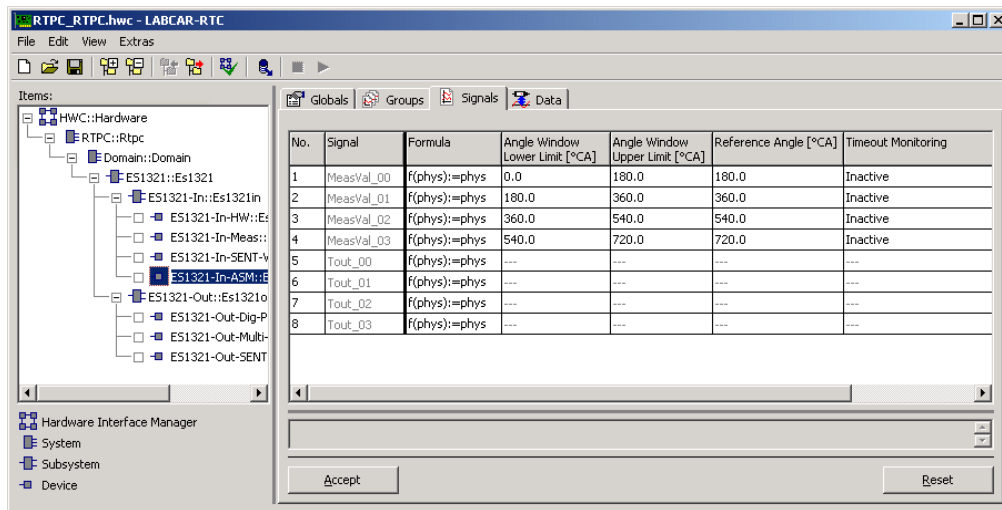 RTPC_RTPC.hwc - LABCAR-RTC
File Edit View Extras
Items:
HWC::Hardware
RTPC::Rtpc
Domain::Domain
ES1321::Es1321
ES1321-In::Es1321in
ES1321-In-HW::Es
ES1321-In-Meas::
ES1321-In-SENT-V
ES1321-In-ASM::E
ES1321-Out::Es1321o
ES1321-Out-Dig-P
ES1321-Out-Multi-
ES1321-Out-SENT
Hardware Interface Manager
System
Subsystem
Device
Globals Groups Signals Data
No. Signal Formula Angle Window Lower Limit [°CA] Angle Window Upper Limit [°CA] Reference Angle [°CA] Timeout Monitoring
1 MeasVal_00 f(phys):=phys 0.0 180.0 180.0 Inactive
2 MeasVal_01 f(phys):=phys 180.0 360.0 360.0 Inactive
3 MeasVal_02 f(phys):=phys 360.0 540.0 540.0 Inactive
4 MeasVal_03 f(phys):=phys 540.0 720.0 720.0 Inactive
5 Tout_00 f(phys):=phys --- --- --- ---
6 Tout_01 f(phys):=phys --- --- --- ---
7 Tout_02 f(phys):=phys --- --- --- ---
8 Tout_03 f(phys):=phys --- --- --- ---
Accept Reset